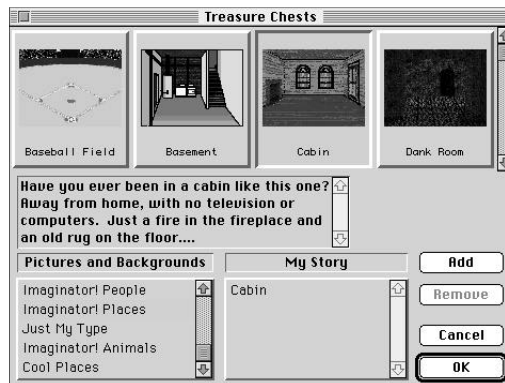 Treasure Chests
Baseball Field
Basement
Cabin
Dank Room
Have you ever been in a cabin like this one?
Away from home, with no television or
computers. Just a fire in the fireplace and
an old rug on the floor....
Pictures and Backgrounds
My Story
Add
Imaginator! People
Imaginator! Places
Just My Type
Imaginator! Animals
Cool Places
Cabin
Remove
Cancel
OK